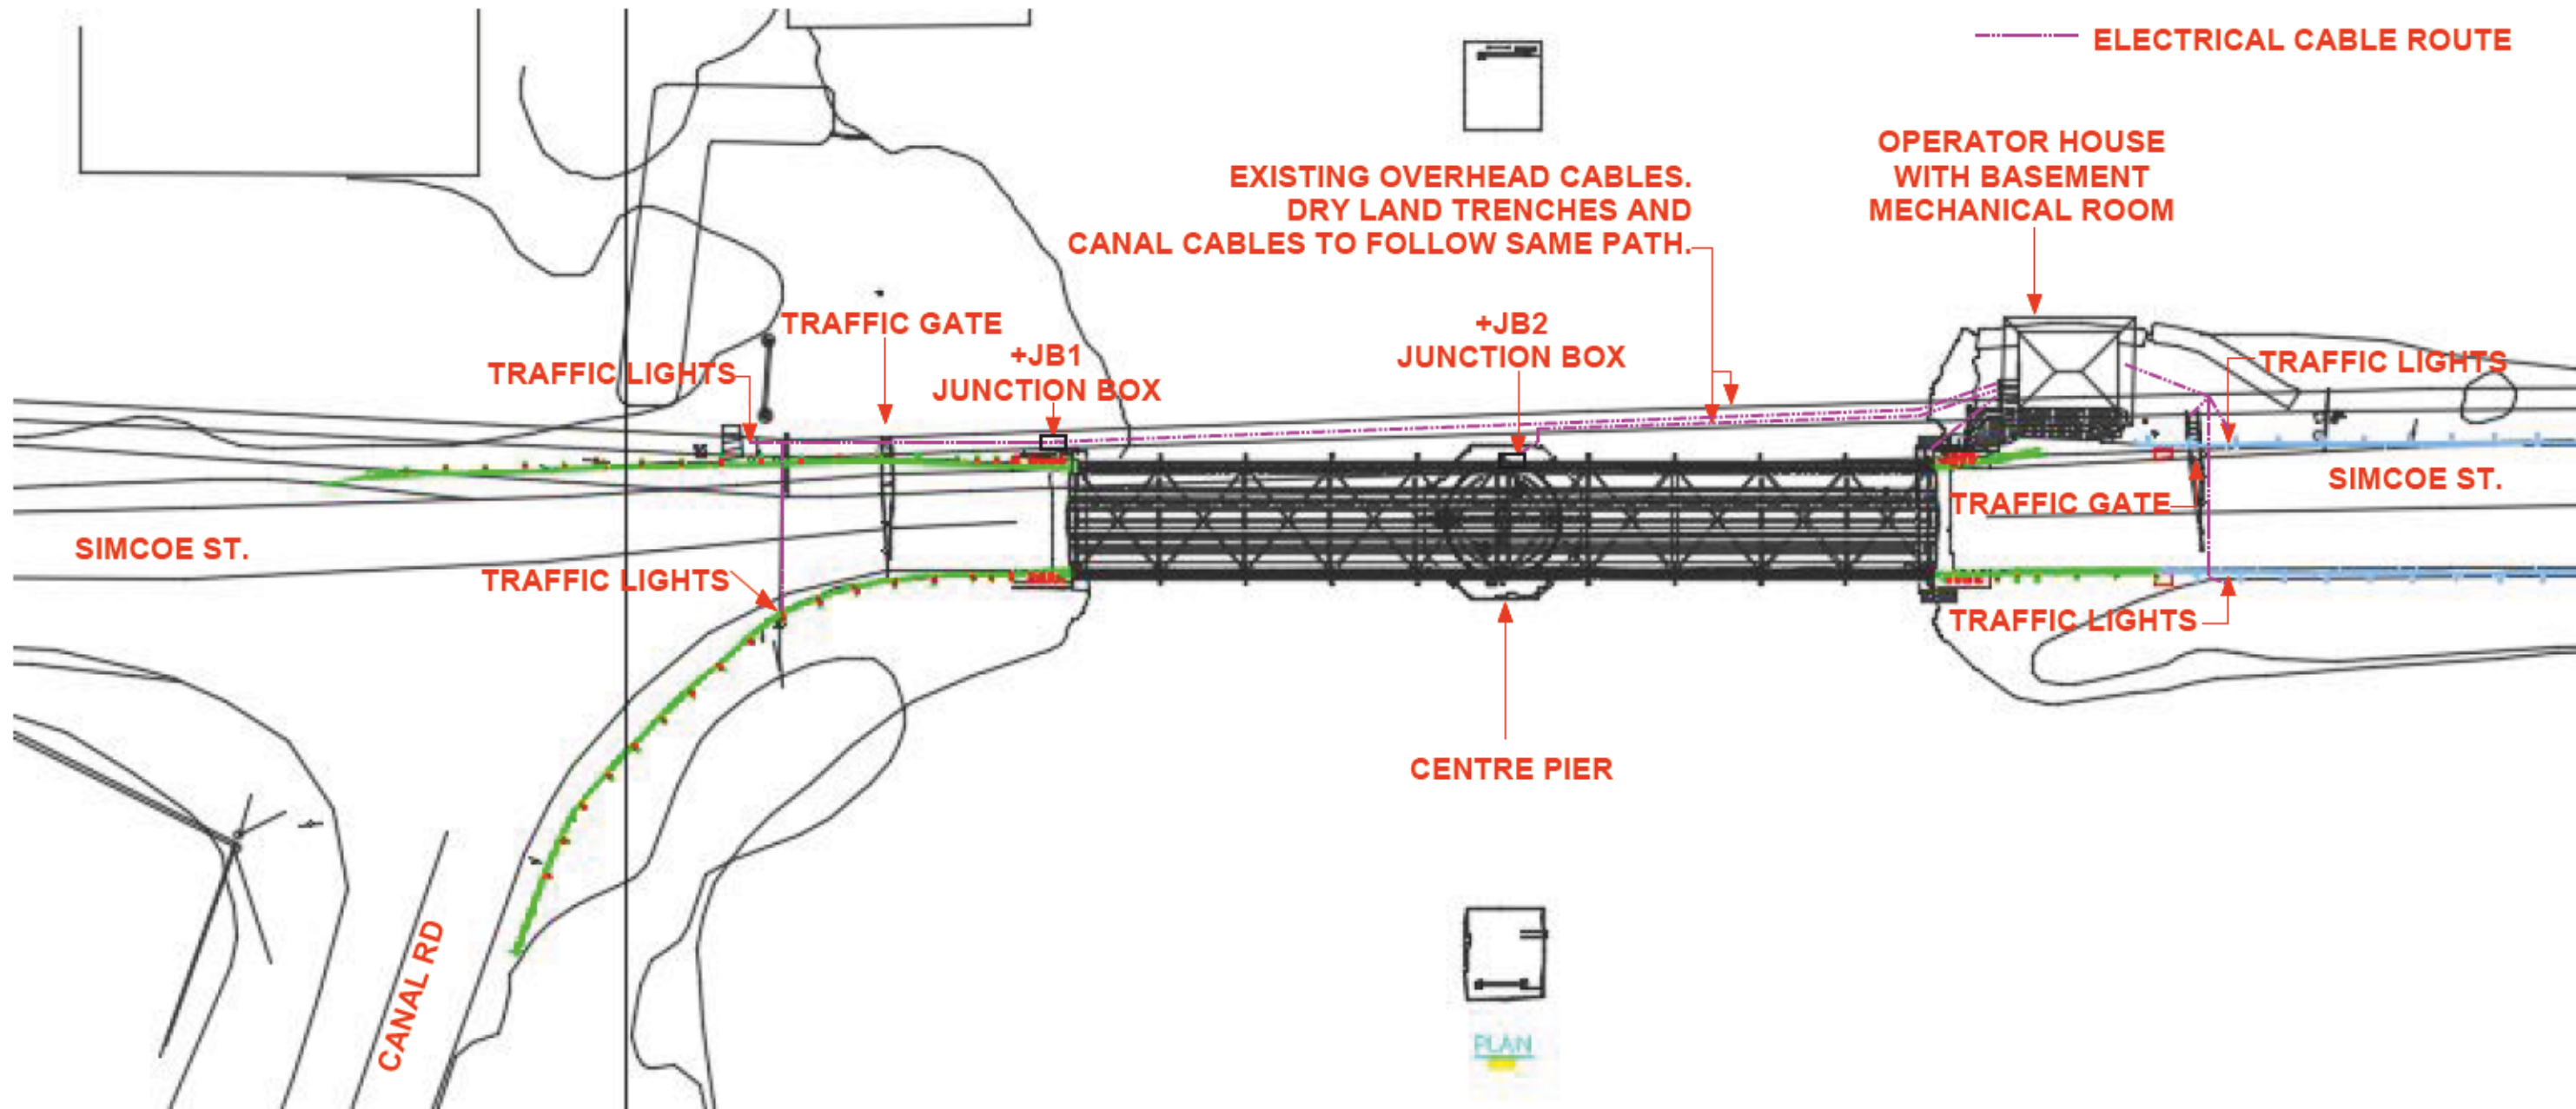 ELECTRICAL CABLE ROUTE
OPERATOR HOUSE
WITH BASEMENT
MECHANICAL ROOM
EXISTING OVERHEAD CABLES.
DRY LAND TRENCHES AND
CANAL CABLES TO FOLLOW SAME PATH.
TRAFFIC GATE
+JB1
JUNCTION BOX
+JB2
JUNCTION BOX
TRAFFIC LIGHTS
TRAFFIC LIGHTS
SIMCOE ST.
TRAFFIC GATE
SIMCOE ST.
TRAFFIC LIGHTS
TRAFFIC LIGHTS
CENTRE PIER
CANAL RD
PLAN